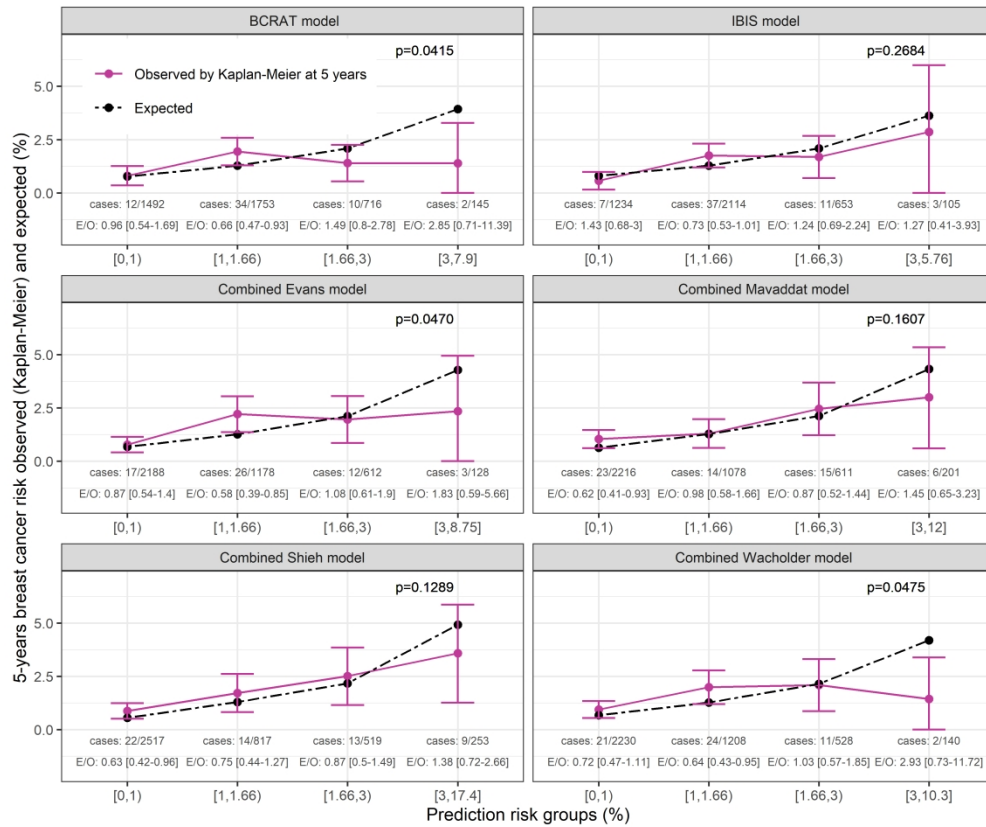 BCRAT model
IBIS model
p=0.0415
p=0.2684
Observed by Kaplan-Meier at 5 years
Expected
5.0
2.5
0.0
cases: 12/1492 cases: 34/1753 cases: 10/716 cases: 2/145
E/O: 0.96 [0.54-1.69] E/O: 0.66 [0.47-0.93] E/O: 1.49 [0.8-2.78] E/O: 2.85 [0.71-11.39]
[0,1) [1,1.66) [1.66,3) [3,7.9]
cases: 7/1234 cases: 37/2114 cases: 11/653 cases: 3/105
E/O: 1.43 [0.68-3] E/O: 0.73 [0.53-1.01] E/O: 1.24 [0.69-2.24] E/O: 1.27 [0.41-3.93]
[0,1) [1,1.66) [1.66,3) [3,5.76]
Combined Evans model
Combined Mavaddat model
p=0.0470
p=0.1607
5.0
2.5
0.0
cases: 17/2188 cases: 26/1178 cases: 12/612 cases: 3/128
E/O: 0.87 [0.54-1.4] E/O: 0.58 [0.39-0.85] E/O: 1.08 [0.61-1.9] E/O: 1.83 [0.59-5.66]
[0,1) [1,1.66) [1.66,3) [3,8.75]
cases: 23/2216 cases: 14/1078 cases: 15/611 cases: 6/201
E/O: 0.62 [0.41-0.93] E/O: 0.98 [0.58-1.66] E/O: 0.87 [0.52-1.44] E/O: 1.45 [0.65-3.23]
[0,1) [1,1.66) [1.66,3) [3,12]
Combined Shieh model
Combined Wacholder model
p=0.1289
p=0.0475
5.0
2.5
0.0
cases: 22/2517 cases: 14/817 cases: 13/519 cases: 9/253
E/O: 0.63 [0.42-0.96] E/O: 0.75 [0.44-1.27] E/O: 0.87 [0.5-1.49] E/O: 1.38 [0.72-2.66]
[0,1) [1,1.66) [1.66,3) [3,17.4]
cases: 21/2230 cases: 24/1208 cases: 11/528 cases: 2/140
E/O: 0.72 [0.47-1.11] E/O: 0.64 [0.43-0.95] E/O: 1.03 [0.57-1.85] E/O: 2.93 [0.73-11.72]
[0,1) [1,1.66) [1.66,3) [3,10.3]
5-years breast cancer risk observed (Kaplan-Meier) and expected (%)
Prediction risk groups (%)